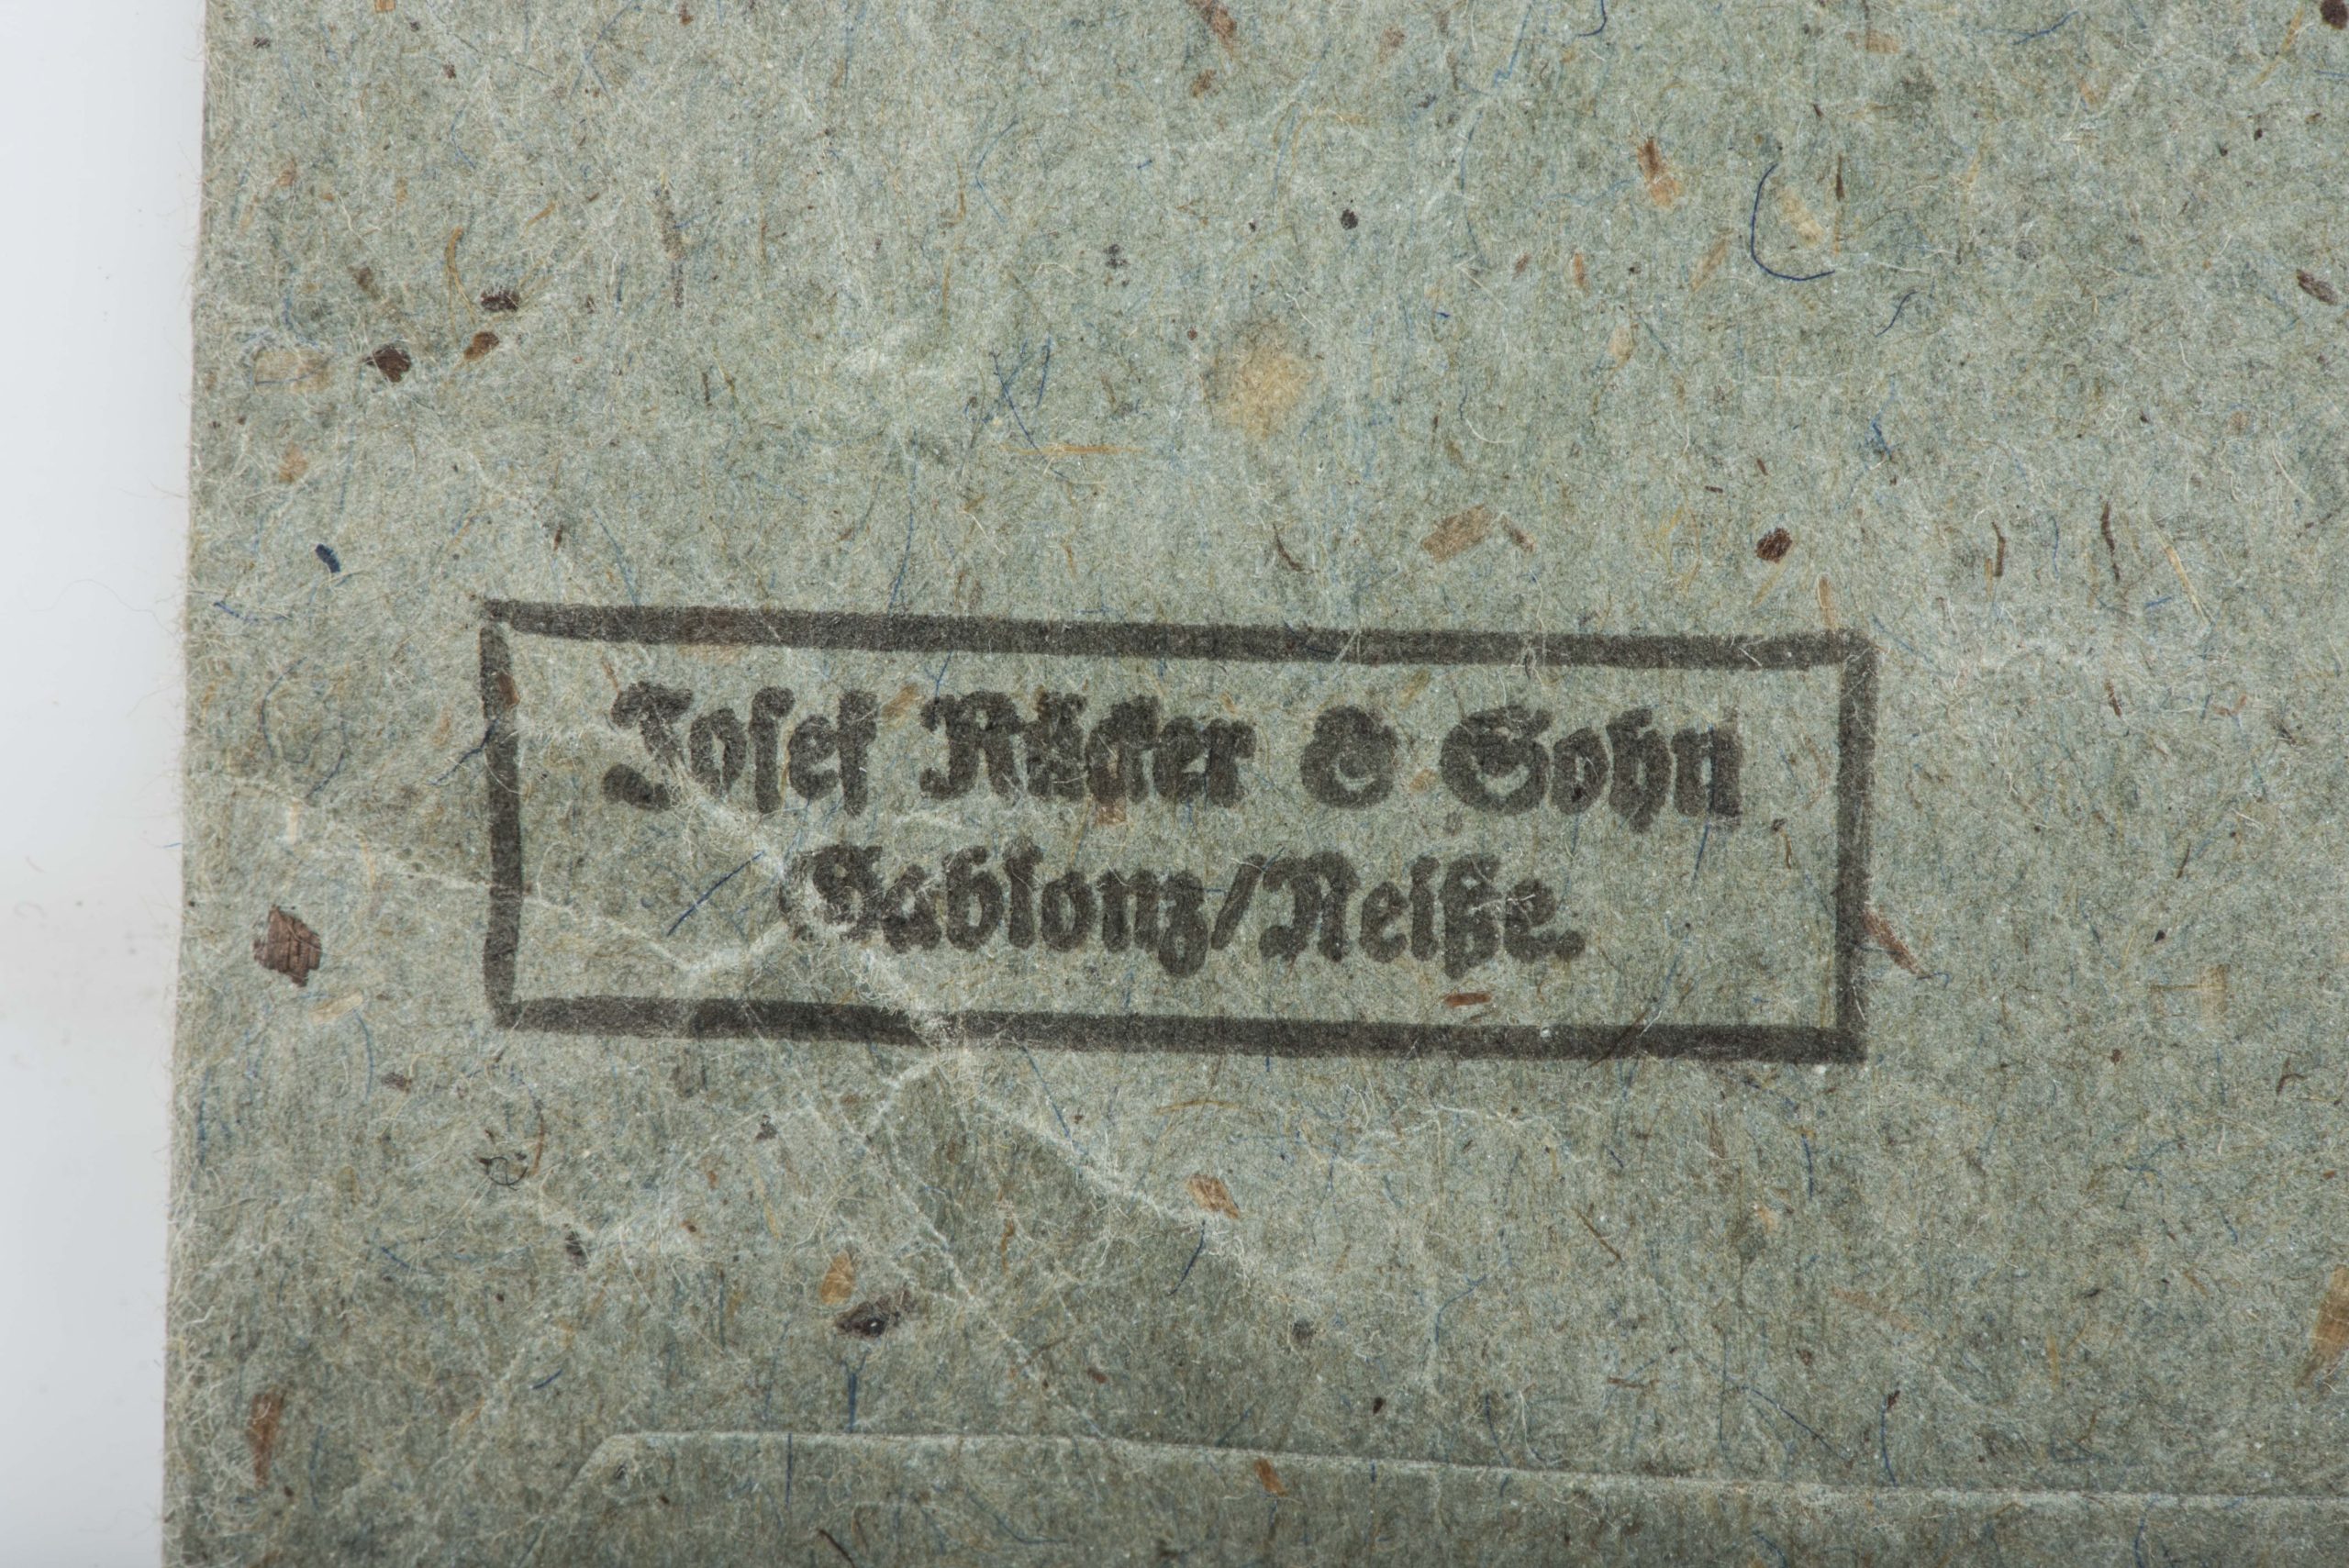 Josef Rücker & Sohn
Gablonz/Neiße.